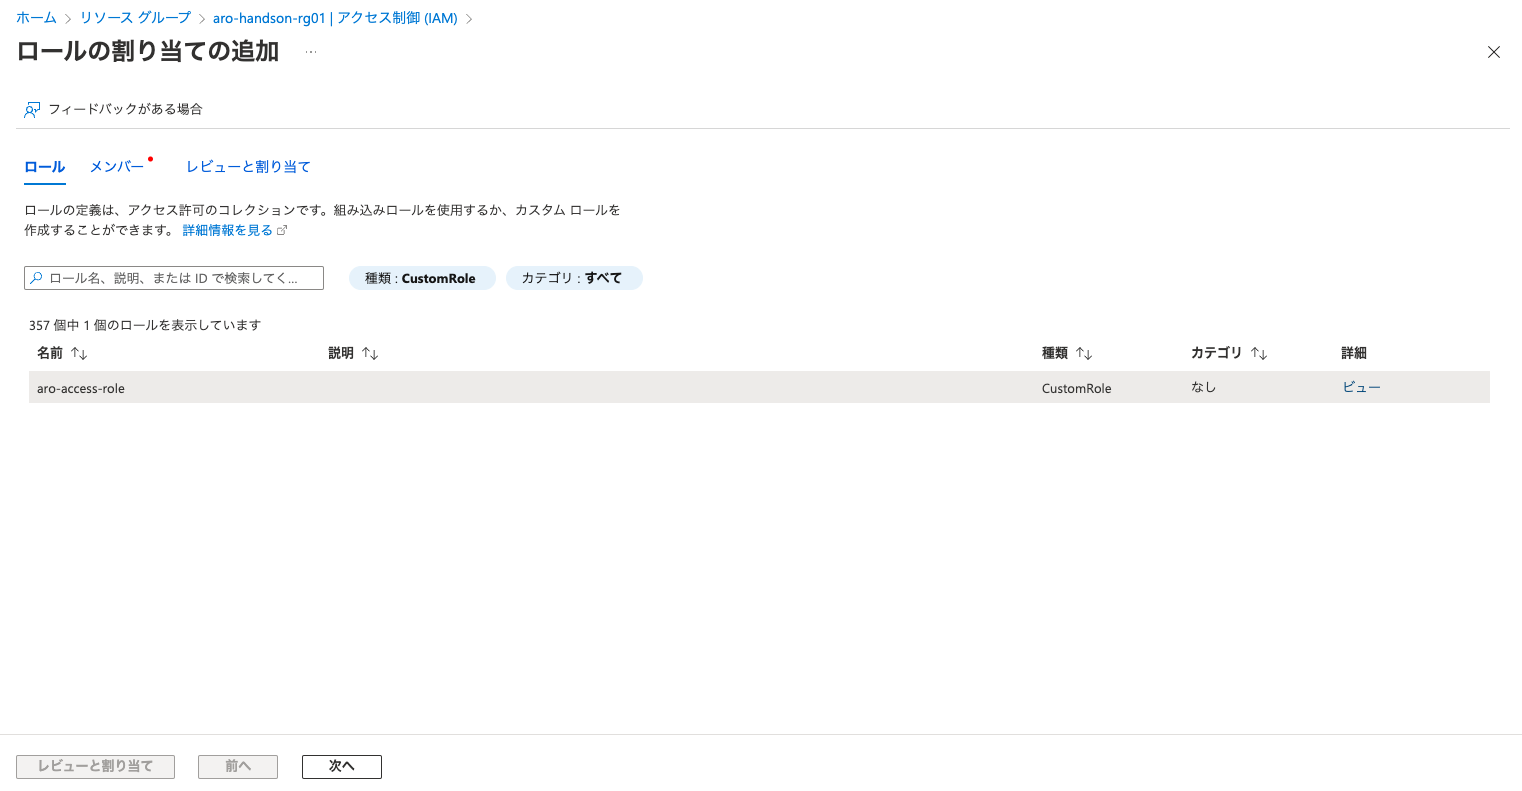 ホーム > リソース グループ > aro-handson-rg01 | アクセス制御 (IAM) >
ロールの割り当ての追加 ...
フィードバックがある場合
ロール メンバー レビューと割り当て
ロールの定義は、アクセス許可のコレクションです。組み込みロールを使用するか、カスタム ロールを
作成することができます。 詳細情報を見る
ロール名、説明、または ID で検索してく... 種類 : CustomRole カテゴリ : すべて
357 個中 1 個のロールを表示しています
名前 ↑↓ 説明 ↑↓ 種類 ↑↓ カテゴリ ↑↓ 詳細
aro-access-role CustomRole なし ビュー
レビューと割り当て 前へ 次へ